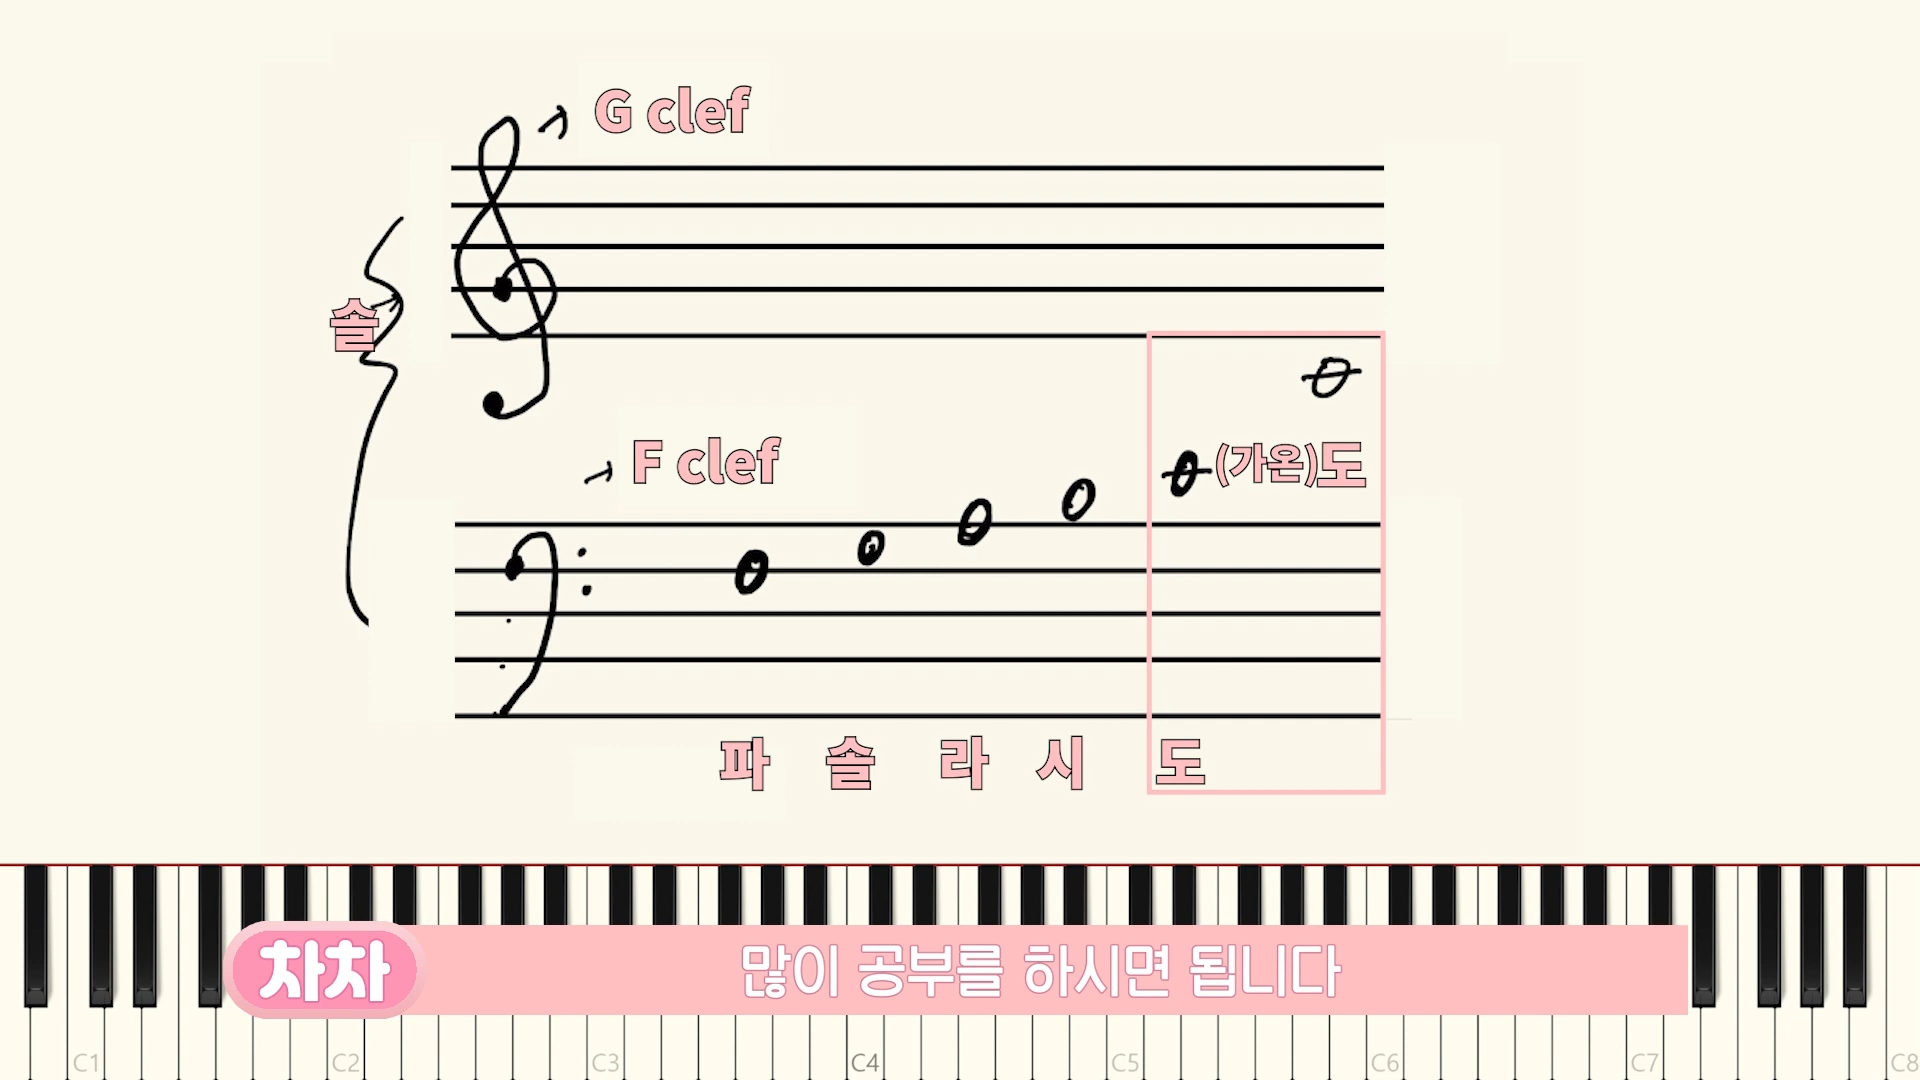 G clef
솔
F clef
(가온)도
파 솔 라 시 도
차차
많이 공부를 하시면 됩니다
C1 C2 C3 C4 C5 C6 C7 C8